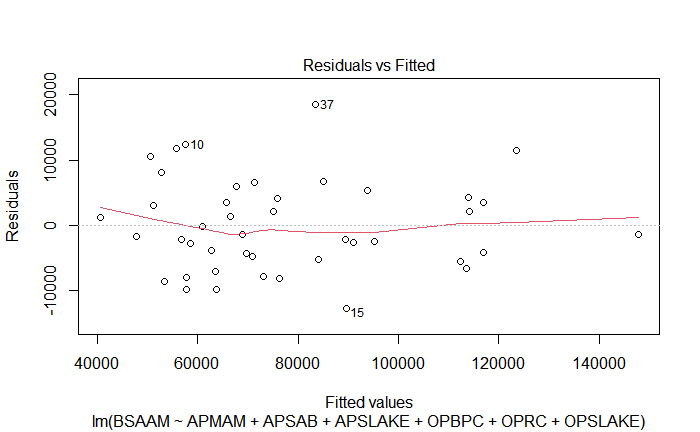 Residuals vs Fitted
Residuals
20000
10000
0
-10000
37
10
15
40000 60000 80000 100000 120000 140000
Fitted values
lm(BSAAM ~ APMAM + APSAB + APSLAKE + OPBPC + OPRC + OPSLAKE)